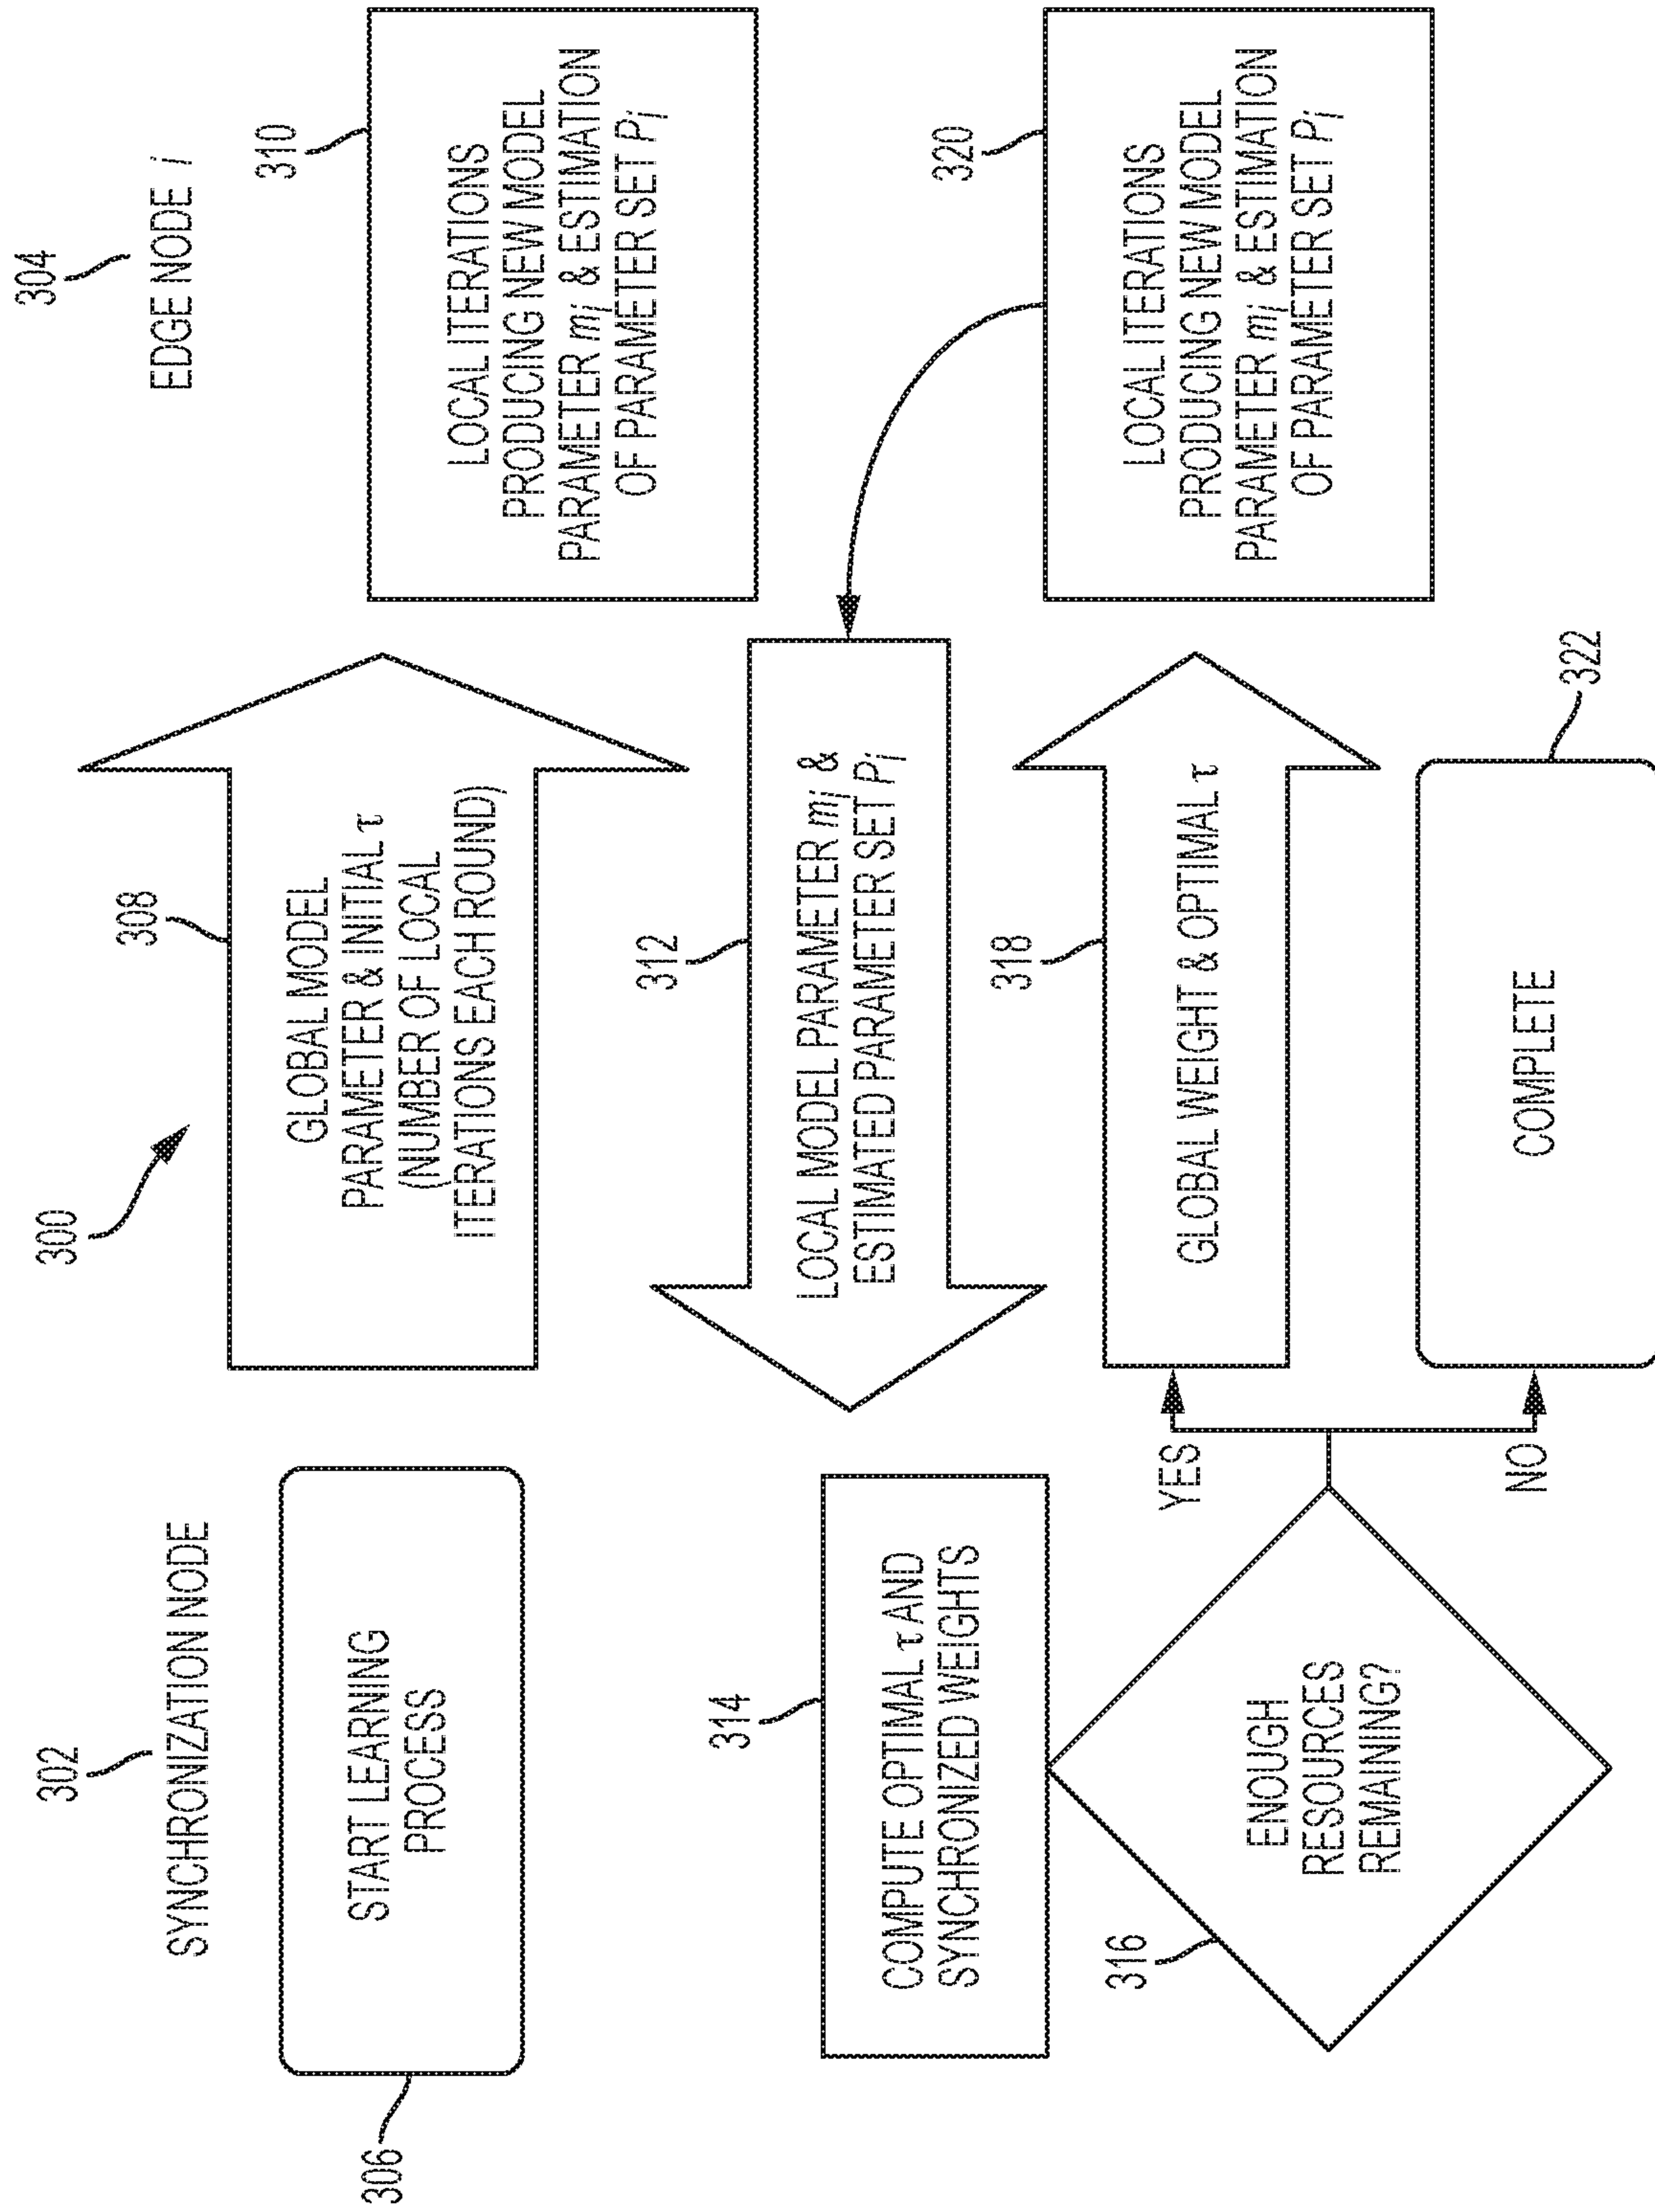 300
302
SYNCHRONIZATION NODE
304
EDGE NODE i
306
START LEARNING
PROCESS
308
GLOBAL MODEL
PARAMETER & INITIAL τ
(NUMBER OF LOCAL
ITERATIONS EACH ROUND)
310
LOCAL ITERATIONS
PRODUCING NEW MODEL
PARAMETER mi & ESTIMATION
OF PARAMETER SET Pi
312
LOCAL MODEL PARAMETER mi &
ESTIMATED PARAMETER SET Pi
314
COMPUTE OPTIMAL τ AND
SYNCHRONIZED WEIGHTS
316
ENOUGH
RESOURCES
REMAINING?
YES
NO
318
GLOBAL WEIGHT & OPTIMAL τ
320
LOCAL ITERATIONS
PRODUCING NEW MODEL
PARAMETER mi & ESTIMATION
OF PARAMETER SET Pi
COMPLETE
322